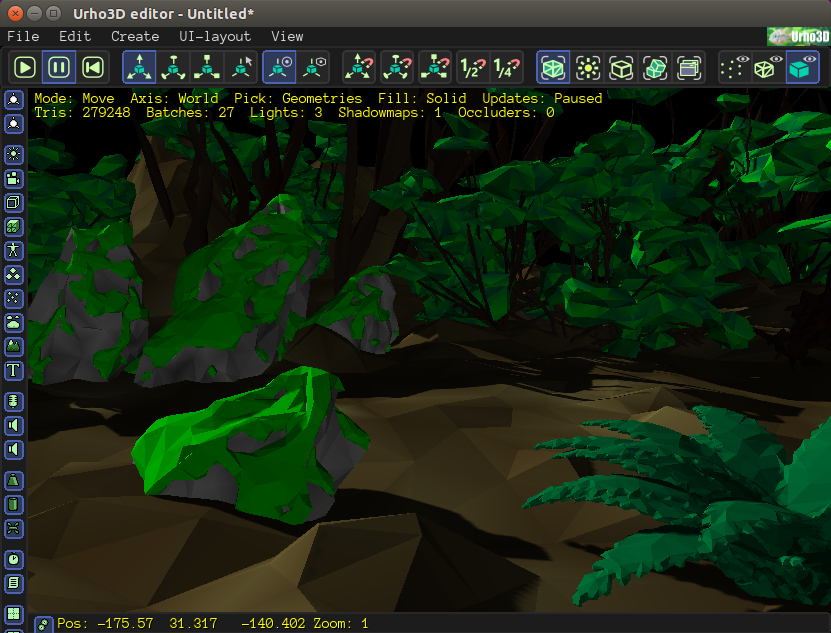 Urho3D editor - Untitled*
File Edit Create UI-layout View
Urho3D
1/2 1/4
Mode: Move Axis: World Pick: Geometries Fill: Solid Updates: Paused
Tris: 279248 Batches: 27 Lights: 3 Shadowmaps: 1 Occluders: 0
T
Pos: -175.57 31.317 -140.402 Zoom: 1